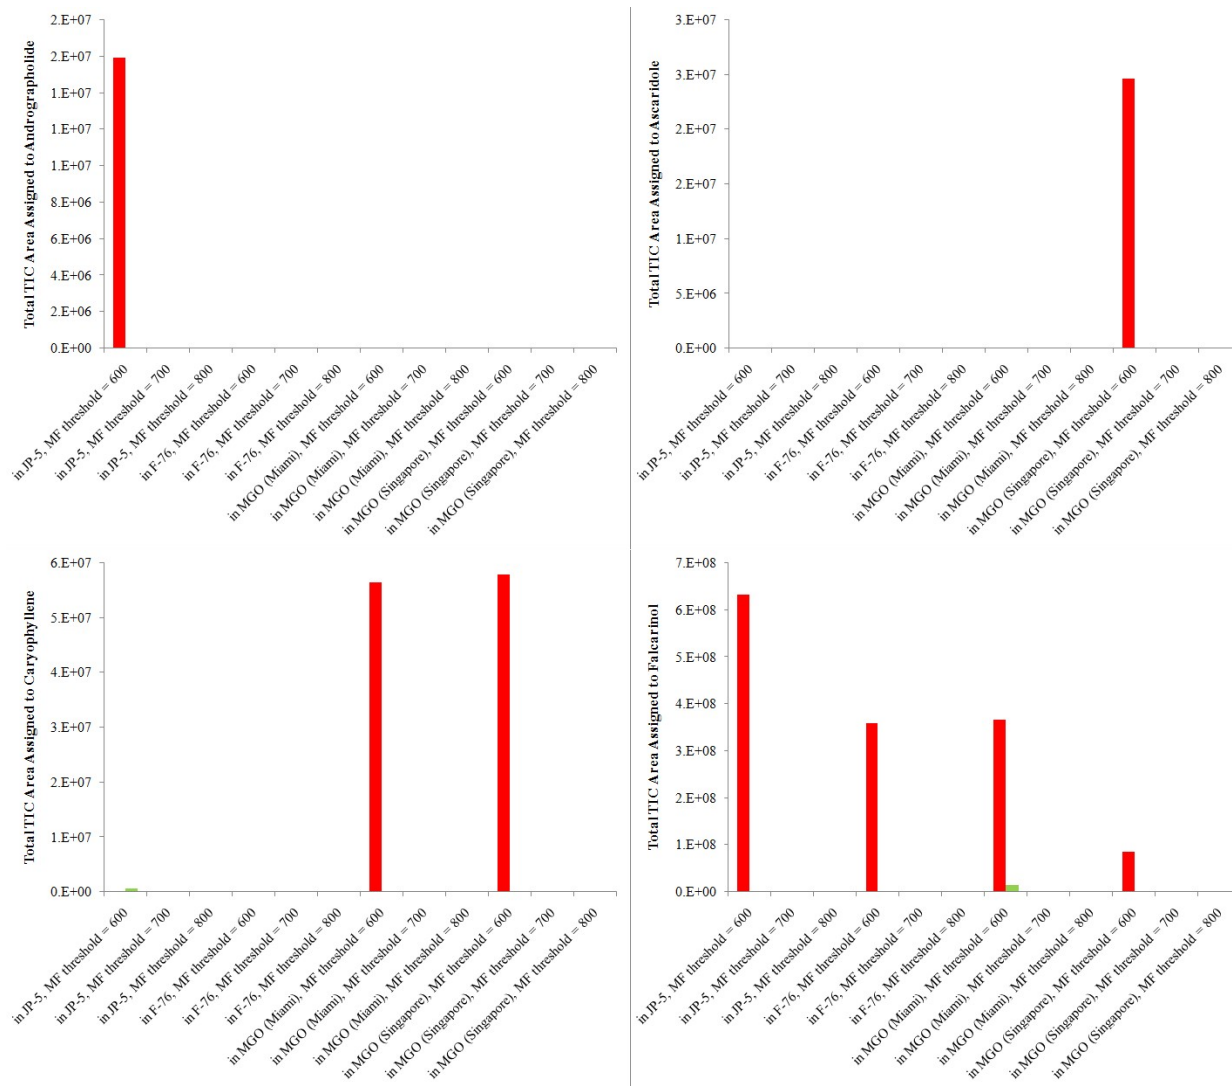 Total TIC Area Assigned to Andrographolide
2.E+07
2.E+07
1.E+07
1.E+07
1.E+07
8.E+06
6.E+06
4.E+06
2.E+06
0.E+00
in JP-5, MF threshold = 600
in JP-5, MF threshold = 700
in JP-5, MF threshold = 800
in F-76, MF threshold = 600
in F-76, MF threshold = 700
in F-76, MF threshold = 800
in MGO (Miami), MF threshold = 600
in MGO (Miami), MF threshold = 700
in MGO (Miami), MF threshold = 800
in MGO (Singapore), MF threshold = 600
in MGO (Singapore), MF threshold = 700
in MGO (Singapore), MF threshold = 800
Total TIC Area Assigned to Ascaridole
3.E+07
3.E+07
2.E+07
2.E+07
1.E+07
5.E+06
0.E+00
in JP-5, MF threshold = 600
in JP-5, MF threshold = 700
in JP-5, MF threshold = 800
in F-76, MF threshold = 600
in F-76, MF threshold = 700
in F-76, MF threshold = 800
in MGO (Miami), MF threshold = 600
in MGO (Miami), MF threshold = 700
in MGO (Miami), MF threshold = 800
in MGO (Singapore), MF threshold = 600
in MGO (Singapore), MF threshold = 700
in MGO (Singapore), MF threshold = 800
Total TIC Area Assigned to Caryophyllene
6.E+07
5.E+07
4.E+07
3.E+07
2.E+07
1.E+07
0.E+00
in JP-5, MF threshold = 600
in JP-5, MF threshold = 700
in JP-5, MF threshold = 800
in F-76, MF threshold = 600
in F-76, MF threshold = 700
in F-76, MF threshold = 800
in MGO (Miami), MF threshold = 600
in MGO (Miami), MF threshold = 700
in MGO (Miami), MF threshold = 800
in MGO (Singapore), MF threshold = 600
in MGO (Singapore), MF threshold = 700
in MGO (Singapore), MF threshold = 800
Total TIC Area Assigned to Falcarinol
7.E+08
6.E+08
5.E+08
4.E+08
3.E+08
2.E+08
1.E+08
0.E+00
in JP-5, MF threshold = 600
in JP-5, MF threshold = 700
in JP-5, MF threshold = 800
in F-76, MF threshold = 600
in F-76, MF threshold = 700
in F-76, MF threshold = 800
in MGO (Miami), MF threshold = 600
in MGO (Miami), MF threshold = 700
in MGO (Miami), MF threshold = 800
in MGO (Singapore), MF threshold = 600
in MGO (Singapore), MF threshold = 700
in MGO (Singapore), MF threshold = 800